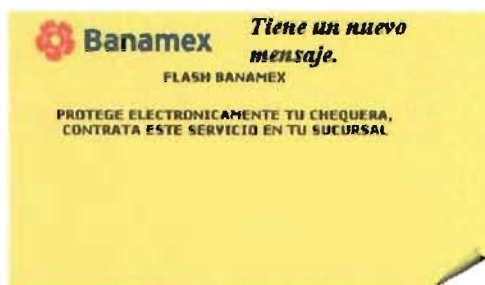 Banamex
Tiene un nuevo
mensaje.
FLASH BANAMEX
PROTEGE ELECTRONICAMENTE TU CHEQUERA,
CONTRATA ESTE SERVICIO EN TU SUCURSAL